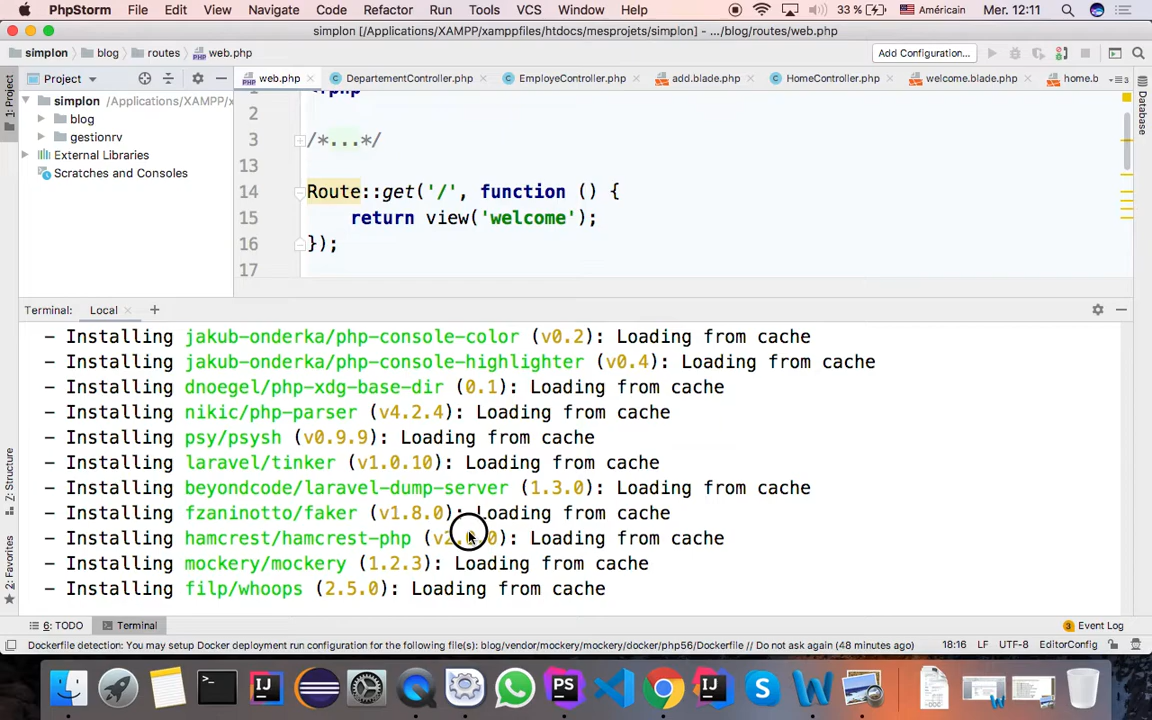 PhpStorm File Edit View Navigate Code Refactor Run Tools VCS Window Help 33 % Américain Mer. 12:11
simplon [/Applications/XAMPP/xamppfiles/htdocs/mesprojets/simplon] - .../blog/routes/web.php
simplon blog routes web.php Add Configuration...
Project web.php DepartementController.php EmployeController.php add.blade.php HomeController.php welcome.blade.php home.b
1: Project
Database
simplon /Applications/XAMPP/x
blog
gestionrv
External Libraries
Scratches and Consoles
1 <?php
2
3 /*...*/
13
14 Route::get('/', function () {
15 return view('welcome');
16 });
17
Terminal: Local
- Installing jakub-onderka/php-console-color (v0.2): Loading from cache
- Installing jakub-onderka/php-console-highlighter (v0.4): Loading from cache
- Installing dnoegel/php-xdg-base-dir (0.1): Loading from cache
- Installing nikic/php-parser (v4.2.4): Loading from cache
- Installing psy/psysh (v0.9.9): Loading from cache
- Installing laravel/tinker (v1.0.10): Loading from cache
- Installing beyondcode/laravel-dump-server (1.3.0): Loading from cache
- Installing fzaninotto/faker (v1.8.0): Loading from cache
- Installing hamcrest/hamcrest-php Loading from cache
- Installing mockery/mockery (1.2.3): Loading from cache
- Installing filp/whoops (2.5.0): Loading from cache
Z: Structure
2: Favorites
6: TODO Terminal 3 Event Log
Dockerfile detection: You may setup Docker deployment run configuration for the following file(s): blog/vendor/mockery/mockery/docker/php56/Dockerfile // Do not ask again (48 minutes ago) 18:16 LF UTF-8 EditorConfig